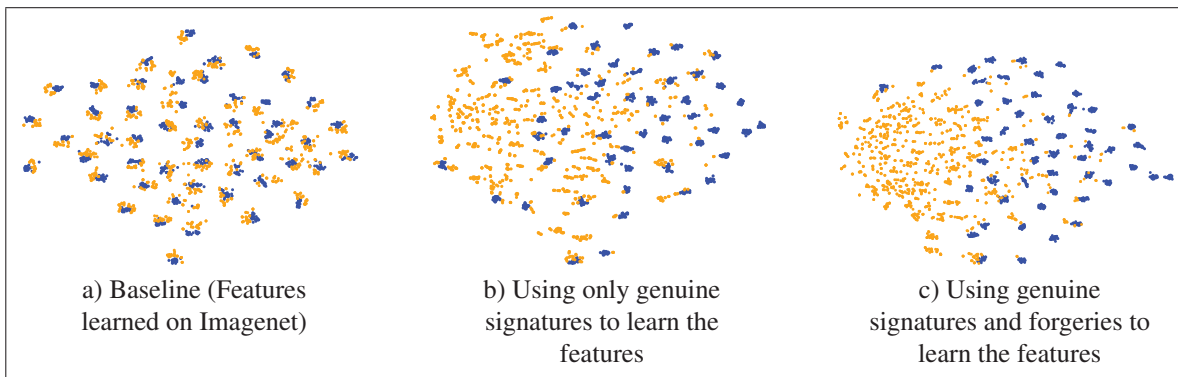 a) Baseline (Features
learned on Imagenet)
b) Using only genuine
signatures to learn the
features
c) Using genuine
signatures and forgeries to
learn the features